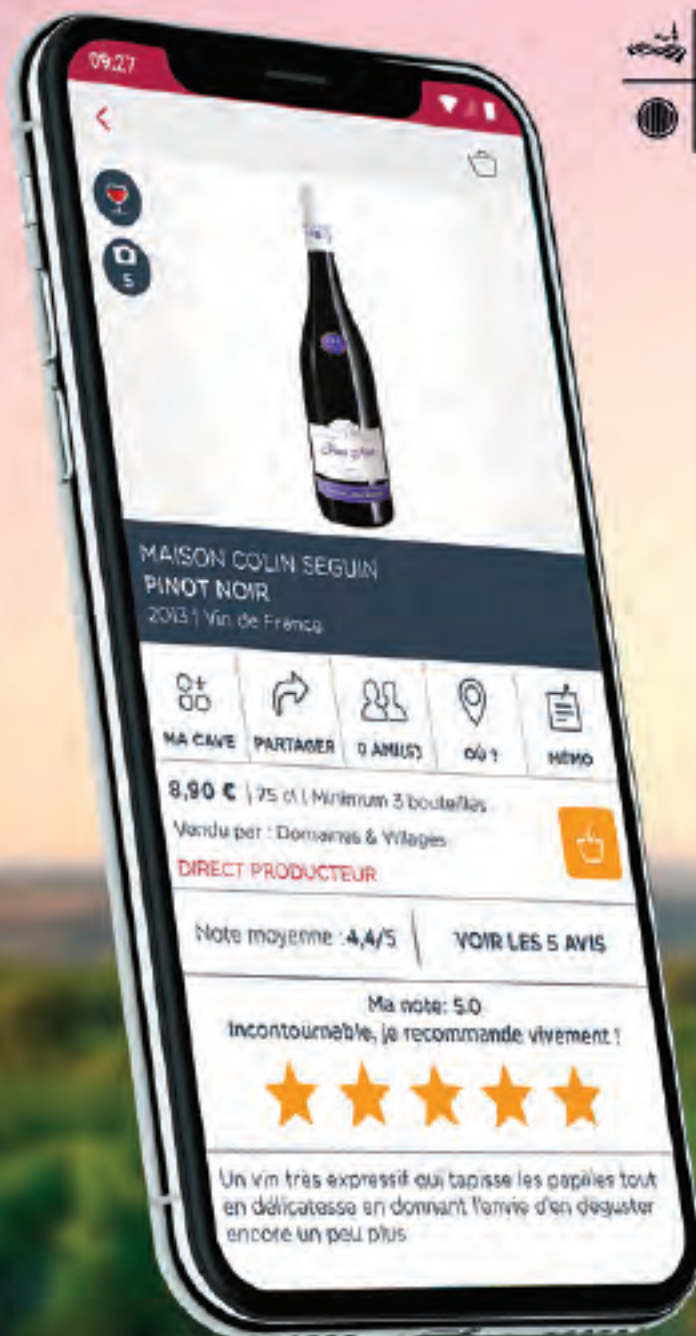 09:27
5
MAISON COLIN SEGUIN
PINOT NOIR
2013 | Vin de France
MA CAVE
PARTAGER
0 AMI(S)
OÙ ?
MÉMO
8,90 € | 75 cl | Minimum 3 bouteilles
Vendu par : Domaines & Villages
DIRECT PRODUCTEUR
Note moyenne : 4,4/5
VOIR LES 5 AVIS
Ma note: 5.0
Incontournable, je recommande vivement !
Un vin très expressif qui tapisse les papilles tout
en délicatesse en donnant l'envie d'en déguster
encore un peu plus